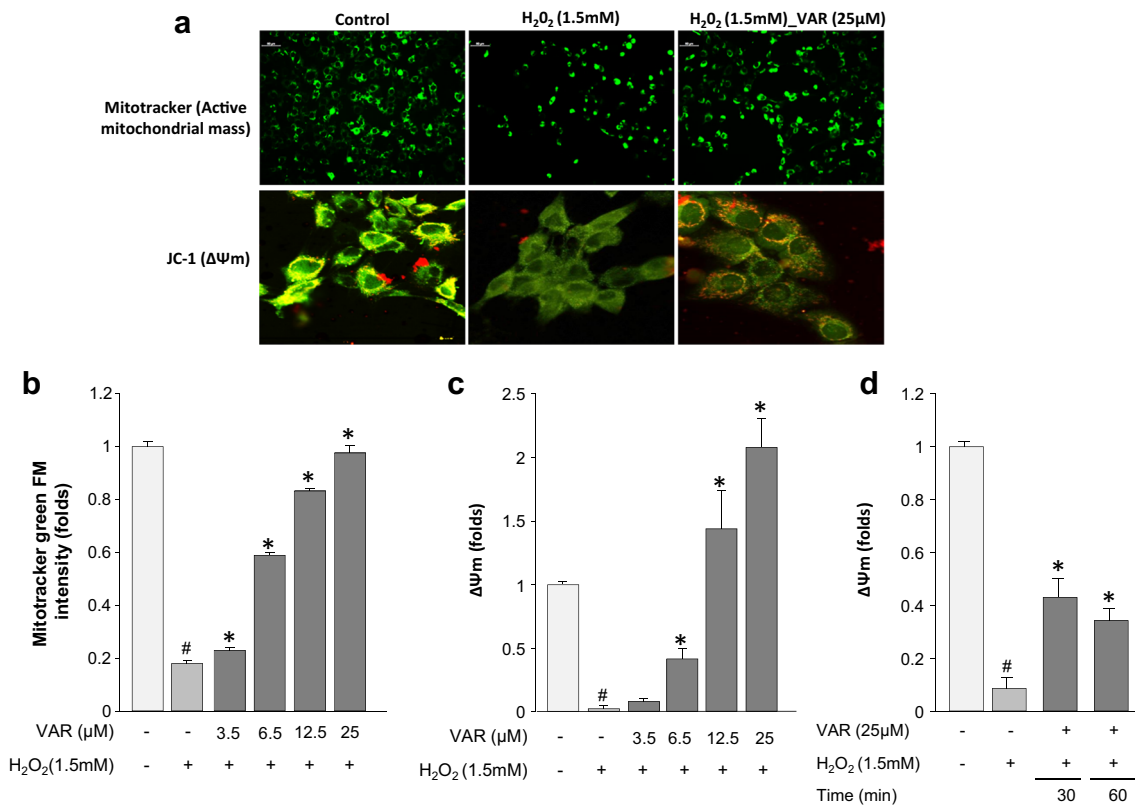 a
Control
H2O2 (1.5mM)
H2O2 (1.5mM)_VAR (25µM)
Mitotracker (Active
mitochondrial mass)
JC-1 (ΔΨm)
b
Mitotracker green FM
intensity (folds)
1.2
1
0.8
0.6
0.4
0.2
0
#
*
*
*
*
VAR (µM) - - 3.5 6.5 12.5 25
H2O2(1.5mM) - + + + + +
c
ΔΨm (folds)
2.5
2
1.5
1
0.5
0
#
*
*
*
VAR (µM) - - 3.5 6.5 12.5 25
H2O2(1.5mM) - + + + + +
d
ΔΨm (folds)
1.2
1
0.8
0.6
0.4
0.2
0
#
*
*
VAR (25µM) - - + +
H2O2(1.5mM) - + + +
Time (min) 30 60